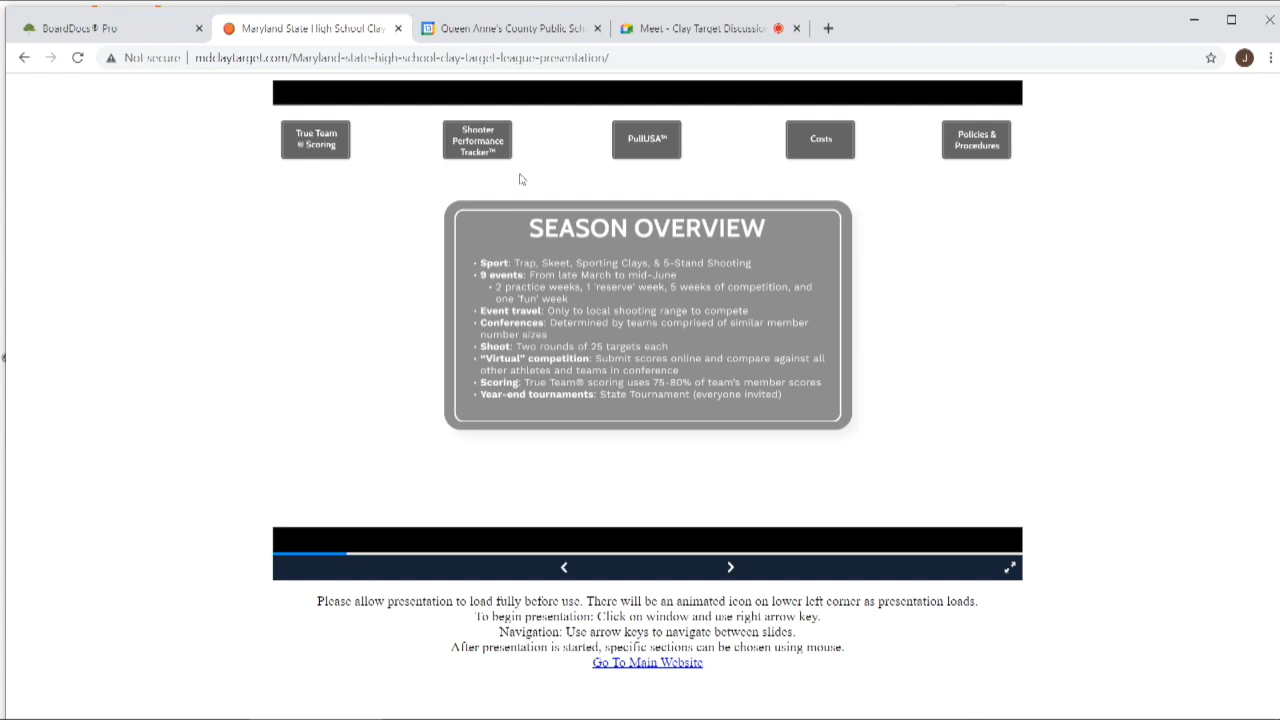 BoardDocs® Pro
Maryland State High School Clay
Queen Anne's County Public Sch
Meet - Clay Target Discussion
Not secure | mdclaytarget.com/Maryland-state-high-school-clay-target-league-presentation/
J
True Team
® Scoring
Shooter
Performance
Tracker™
PullUSA™
Costs
Policies &
Procedures
SEASON OVERVIEW
• Sport: Trap, Skeet, Sporting Clays, & 5-Stand Shooting
• 9 events: From late March to mid-June
• 2 practice weeks, 1 'reserve' week, 5 weeks of competition, and
one 'fun' week
• Event travel: Only to local shooting range to compete
• Conferences: Determined by teams comprised of similar member
number sizes
• Shoot: Two rounds of 25 targets each
• “Virtual” competition: Submit scores online and compare against all
other athletes and teams in conference
• Scoring: True Team® scoring uses 75-80% of team's member scores
• Year-end tournaments: State Tournament (everyone invited)
Please allow presentation to load fully before use. There will be an animated icon on lower left corner as presentation loads.
To begin presentation: Click on window and use right arrow key.
Navigation: Use arrow keys to navigate between slides.
After presentation is started, specific sections can be chosen using mouse.
Go To Main Website